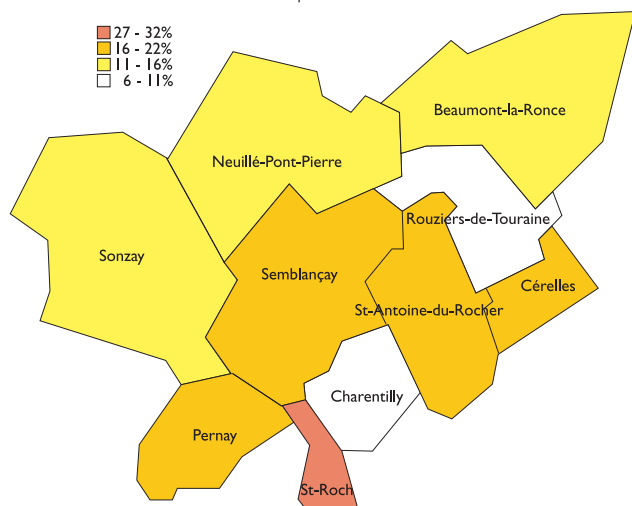 27 - 32%
16 - 22%
11 - 16%
6 - 11%
Beaumont-la-Ronce
Neuillé-Pont-Pierre
Rouziers-de-Touraine
Sonzay
Semblançay
Cérelles
St-Antoine-du-Rocher
Charentilly
Pernay
St-Roch